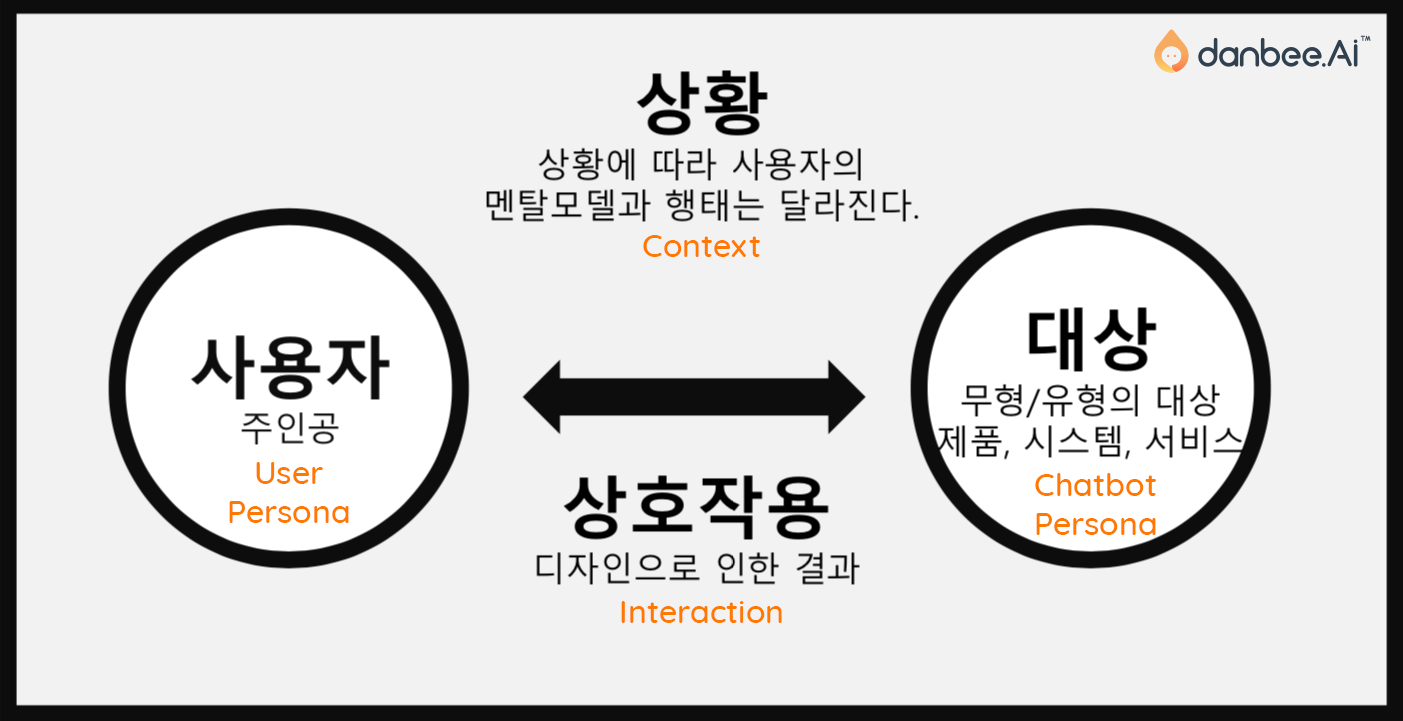 danbee.Ai™
상황
상황에 따라 사용자의
멘탈모델과 행태는 달라진다.
Context
사용자
주인공
User
Persona
대상
무형/유형의 대상
제품, 시스템, 서비스
Chatbot
Persona
상호작용
디자인으로 인한 결과
Interaction